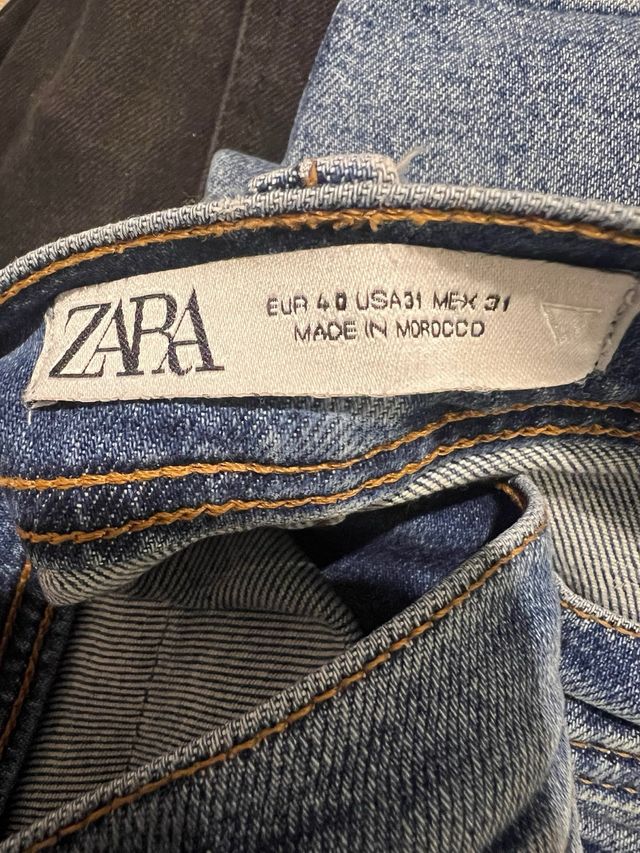 ZARA
EUR 40 USA31 MEX 31
MADE IN MOROCCO